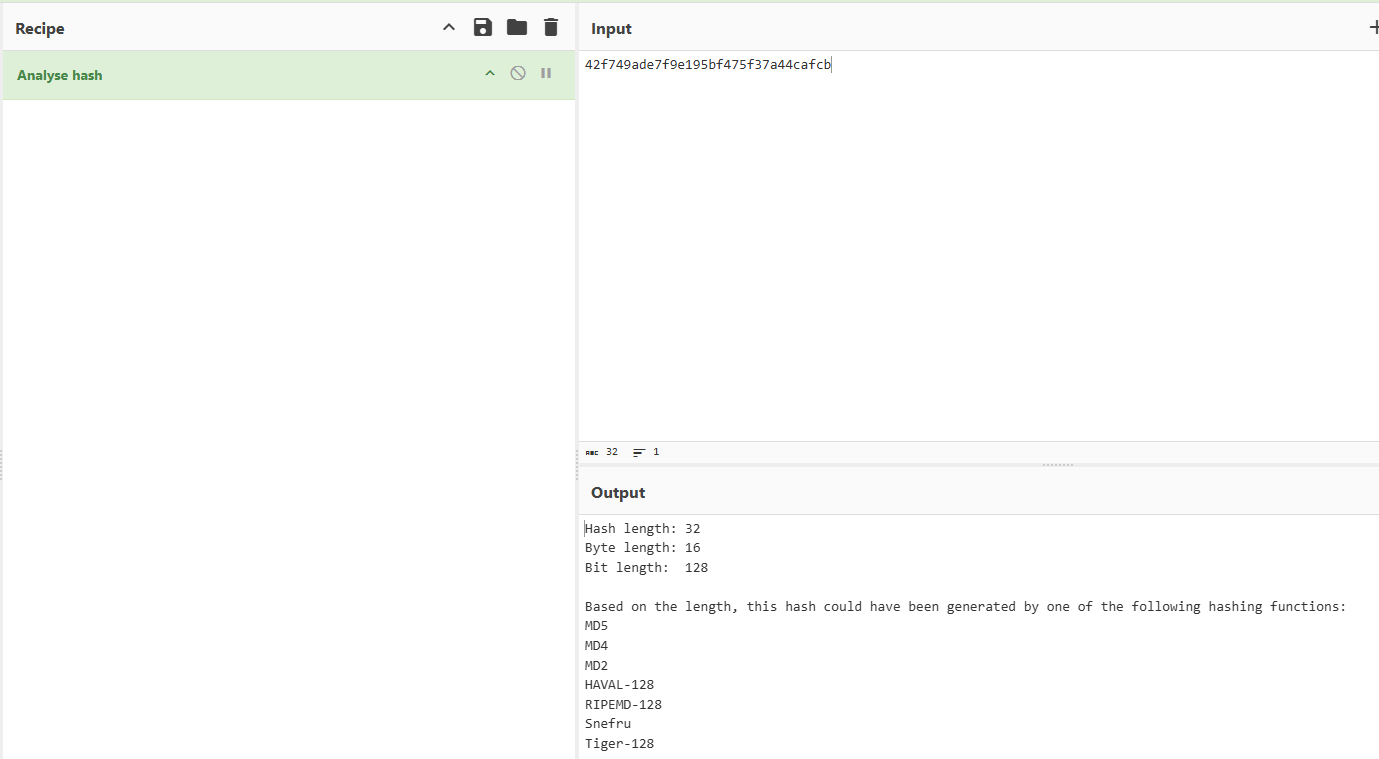 Recipe
Analyse hash
Input
42f749ade7f9e195bf475f37a44cafcb
ABC 32 1
Output
Hash length: 32
Byte length: 16
Bit length:  128
Based on the length, this hash could have been generated by one of the following hashing functions:
MD5
MD4
MD2
HAVAL-128
RIPEMD-128
Snefru
Tiger-128